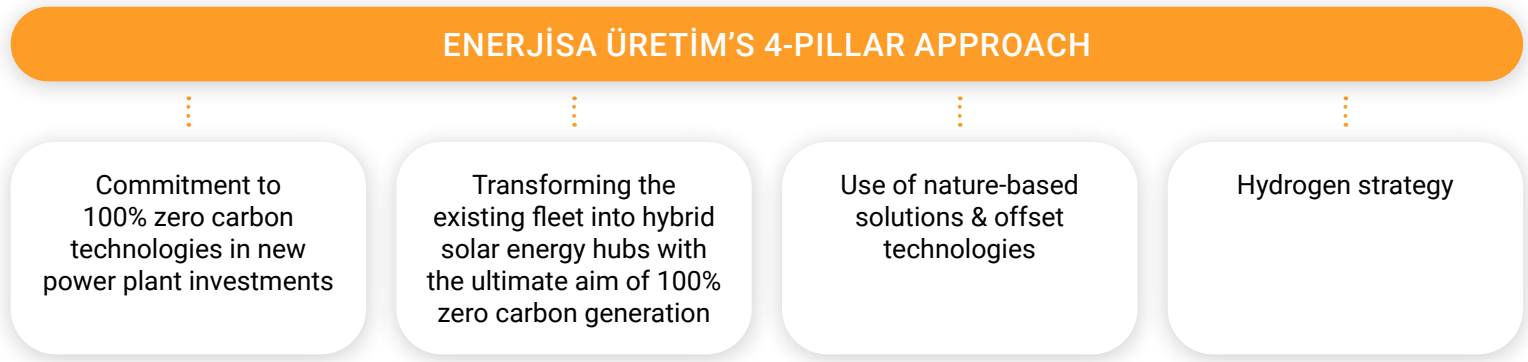 ENERJİSA ÜRETİM’S 4-PILLAR APPROACH
Commitment to
100% zero carbon
technologies in new
power plant investments
Transforming the
existing fleet into hybrid
solar energy hubs with
the ultimate aim of 100%
zero carbon generation
Use of nature-based
solutions & offset
technologies
Hydrogen strategy